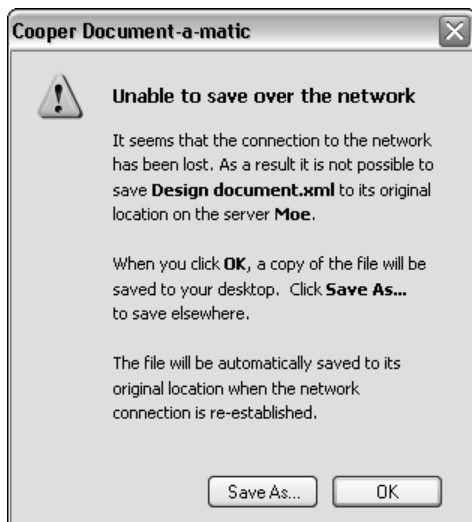 Cooper Document-a-matic
Unable to save over the network
It seems that the connection to the network
has been lost. As a result it is not possible to
save Design document.xml to its original
location on the server Moe.
When you click OK, a copy of the file will be
saved to your desktop. Click Save As...
to save elsewhere.
The file will be automatically saved to its
original location when the network
connection is re-established.
Save As...
OK